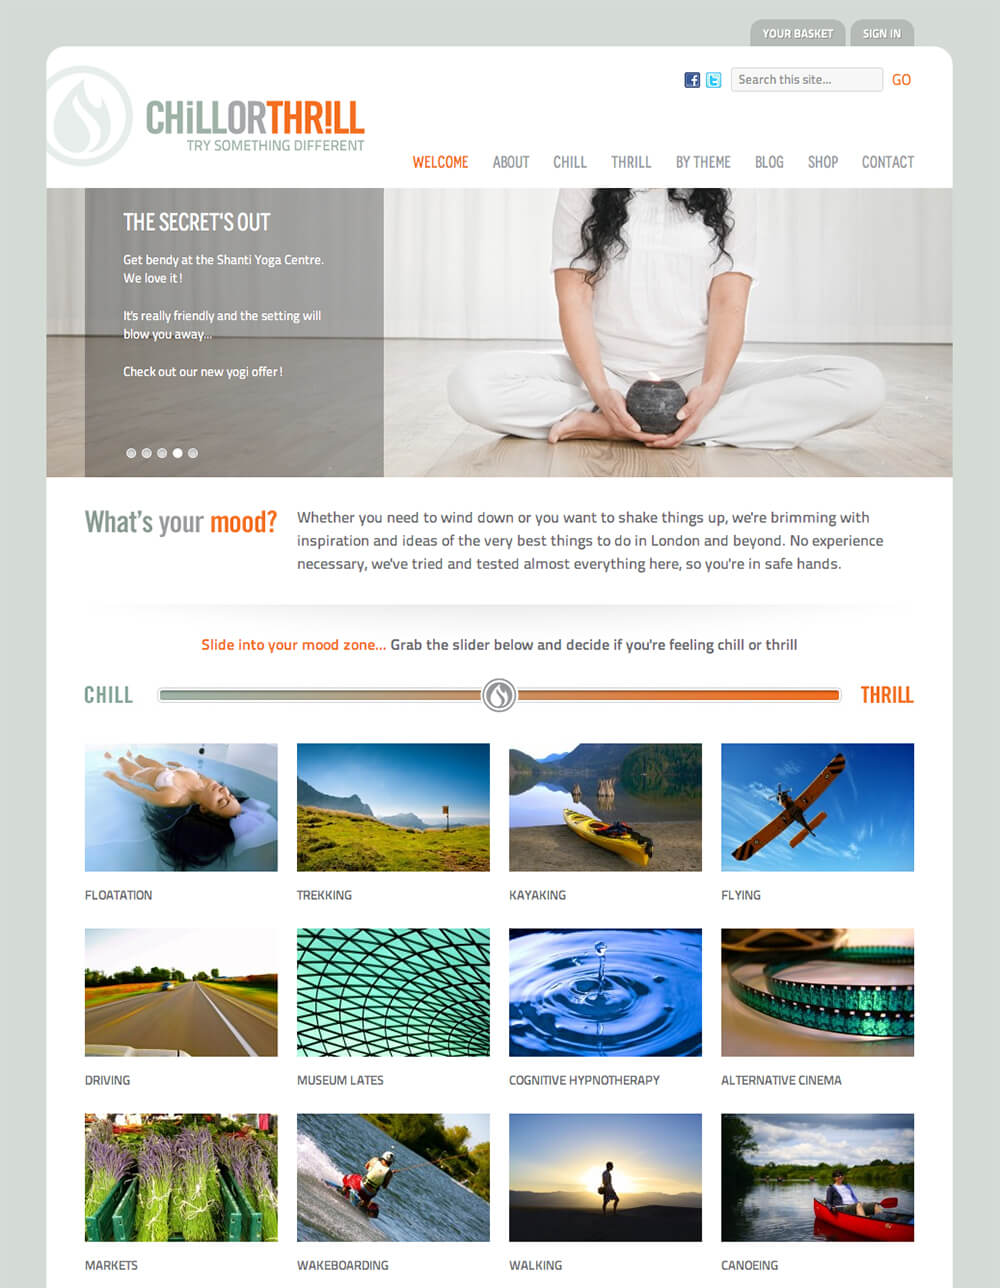 YOUR BASKET SIGN IN
Search this site... GO
CHiLLORTHR!LL
TRY SOMETHING DIFFERENT
WELCOME ABOUT CHILL THRILL BY THEME BLOG SHOP CONTACT
THE SECRET'S OUT
Get bendy at the Shanti Yoga Centre.
We love it!
It's really friendly and the setting will
blow you away...
Check out our new yogi offer!
What's your mood?
Whether you need to wind down or you want to shake things up, we're brimming with
inspiration and ideas of the very best things to do in London and beyond. No experience
necessary, we've tried and tested almost everything here, so you're in safe hands.
Slide into your mood zone... Grab the slider below and decide if you're feeling chill or thrill
CHILL THRILL
FLOATATION TREKKING KAYAKING FLYING
DRIVING MUSEUM LATES COGNITIVE HYPNOTHERAPY ALTERNATIVE CINEMA
MARKETS WAKEBOARDING WALKING CANOEING